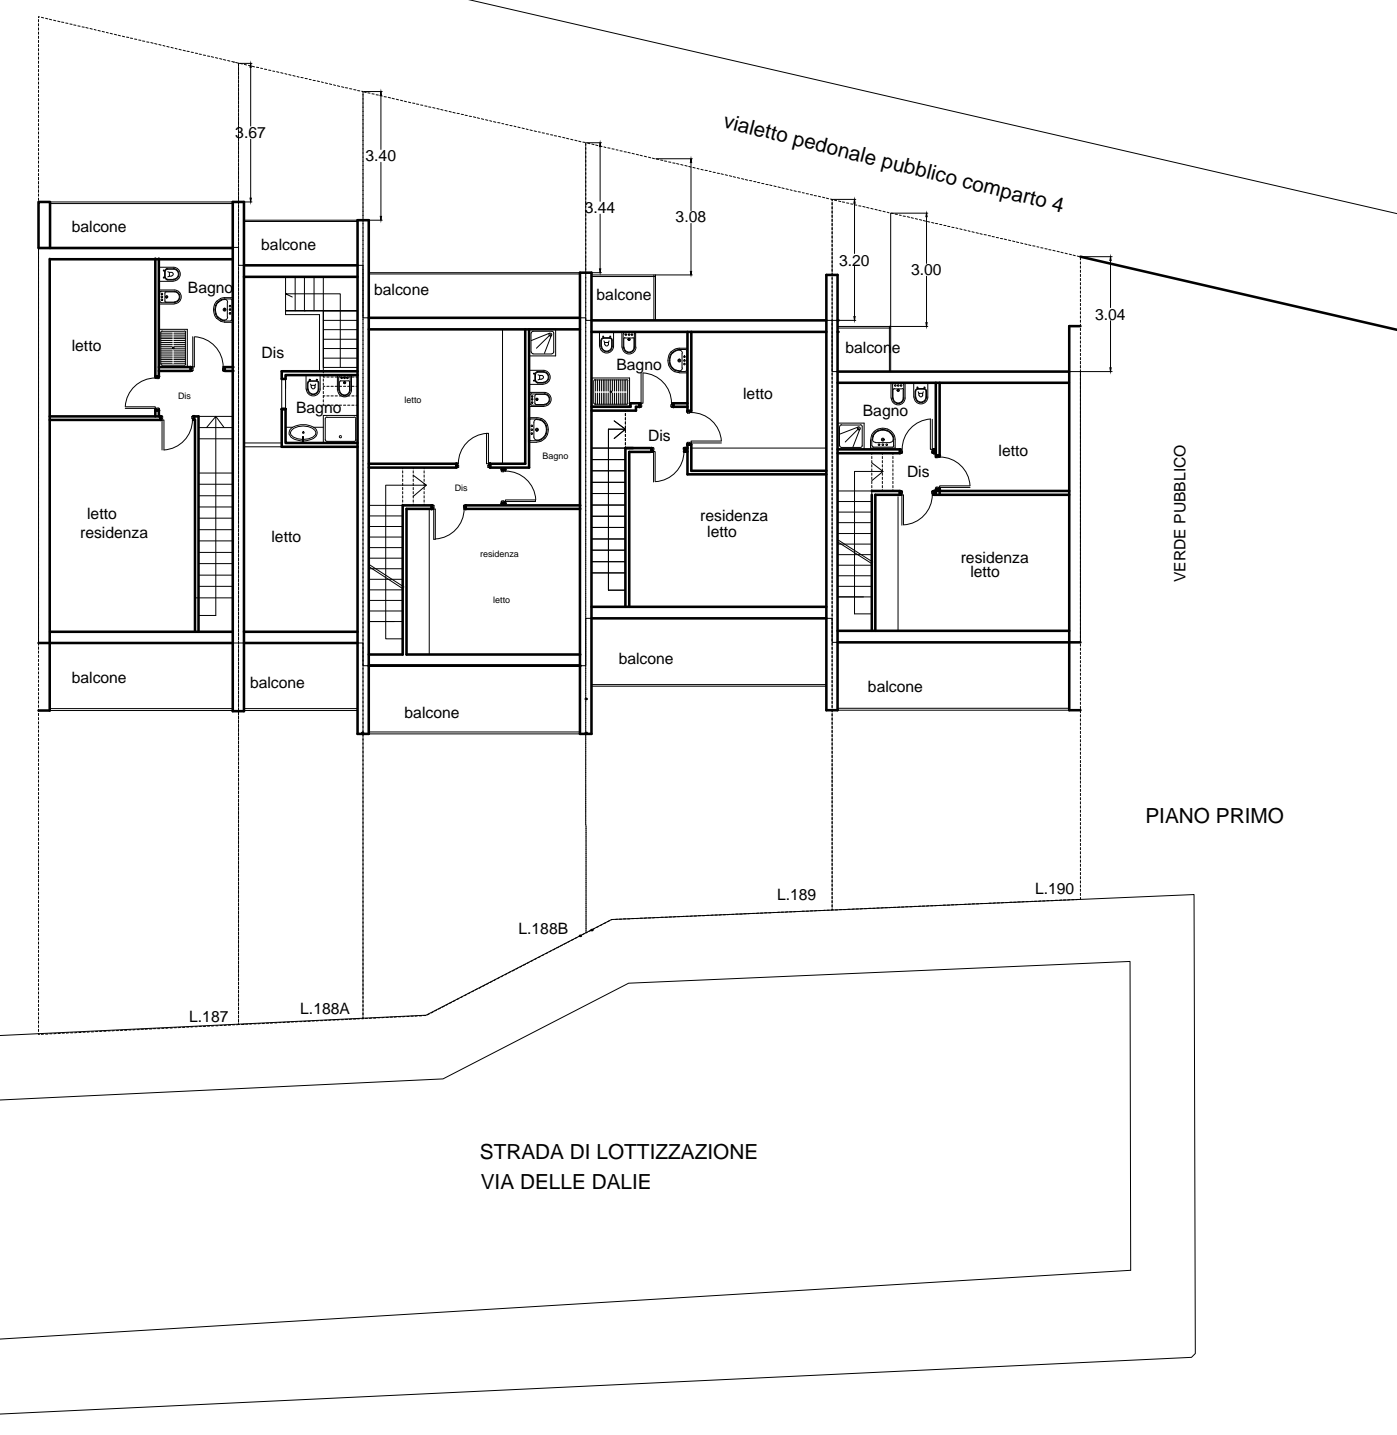 vialetto pedonale pubblico comparto 4
3.67
3.40
3.44
3.08
3.20
3.00
3.04
balcone
balcone
balcone
balcone
balcone
Bagno
letto
Dis
letto
residenza
balcone
Dis
Bagno
letto
balcone
letto
Bagno
Dis
residenza
letto
balcone
Bagno
letto
Dis
residenza
letto
balcone
Bagno
letto
Dis
residenza
letto
balcone
VERDE PUBBLICO
PIANO PRIMO
L.187
L.188A
L.188B
L.189
L.190
STRADA DI LOTTIZZAZIONE
VIA DELLE DALIE